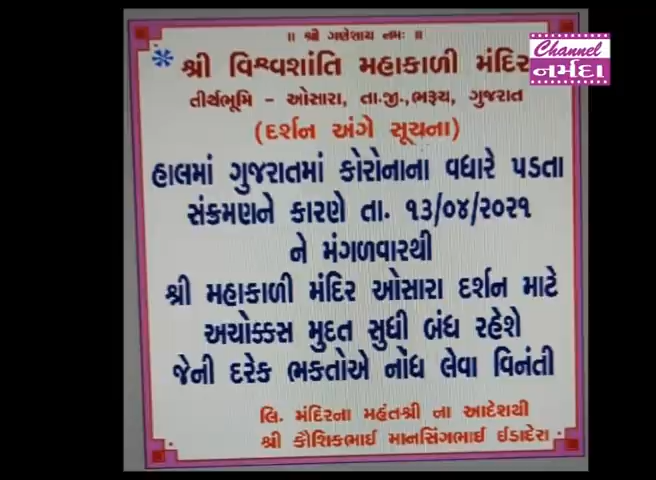 ॥ શ્રી ગણેશાય નમઃ ॥
Channel
નર્મદા
* શ્રી વિશ્વશાંતિ મહાકાળી મંદિર
તીર્થભૂમિ - ઓસારા, તા.જી.,ભરૂચ, ગુજરાત
(દર્શન અંગે સૂચના)
હાલમાં ગુજરાતમાં કોરોનાના વધારે પડતા
સંક્રમણને કારણે તા. ૧૩/૦૪/૨૦૨૧
ને મંગળવારથી
શ્રી મહાકાળી મંદિર ઓસારા દર્શન માટે
અચોક્કસ મુદત સુધી બંધ રહેશે
જેની દરેક ભક્તોએ નોંધ લેવા વિનંતી
લિ. મંદિરના મહંતશ્રી ના આદેશથી
શ્રી કૌશિકભાઈ માનસિંગભાઈ ઈડાદેરા